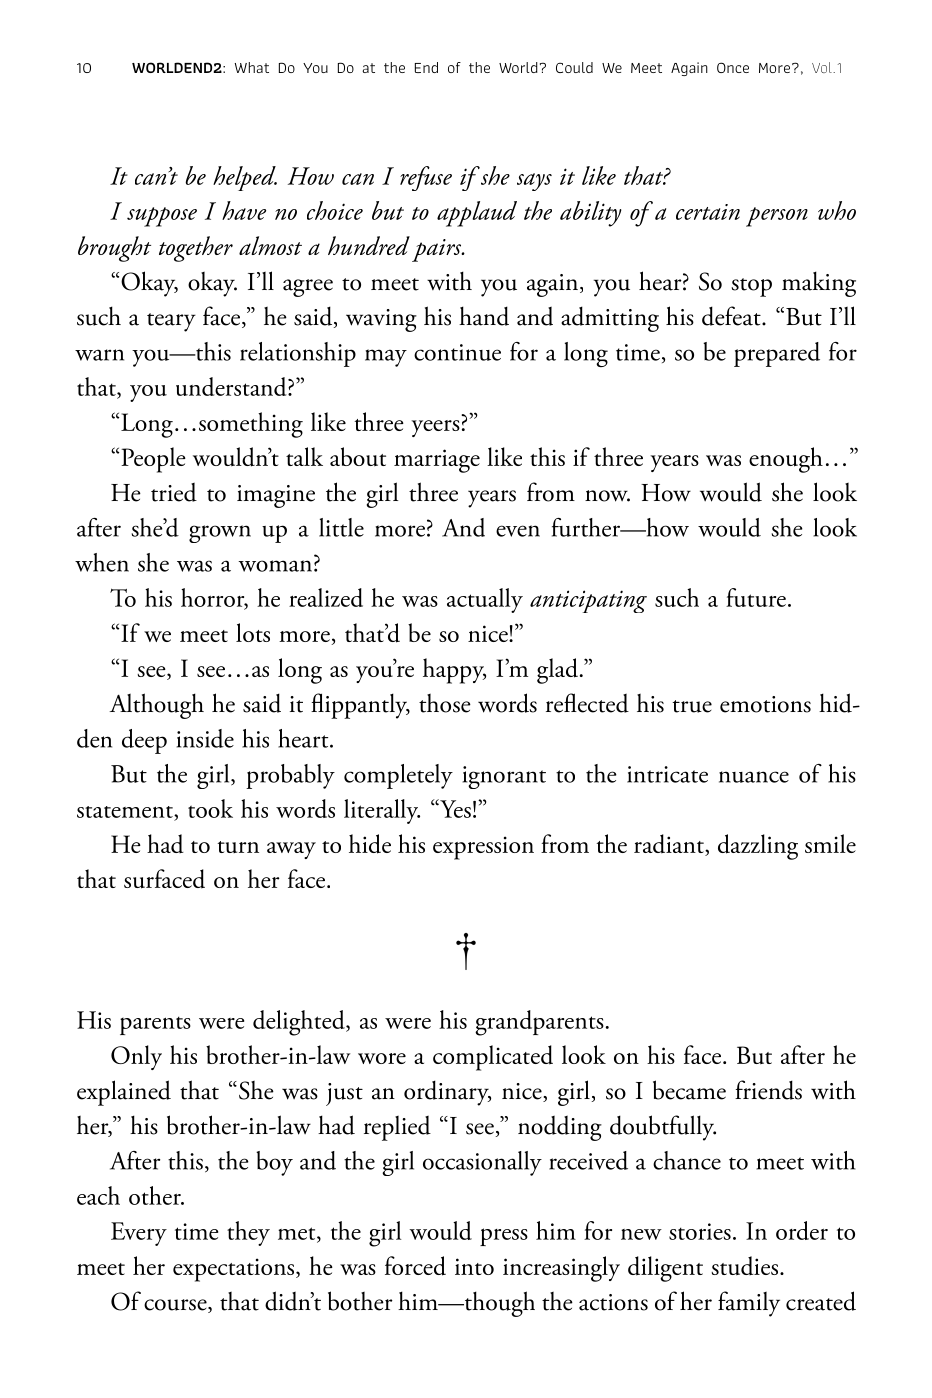 10 WORLDEND2: What Do You Do at the End of the World? Could We Meet Again Once More?, Vol.1
It can’t be helped. How can I refuse if she says it like that?
I suppose I have no choice but to applaud the ability of a certain person who
brought together almost a hundred pairs.
“Okay, okay. I’ll agree to meet with you again, you hear? So stop making
such a teary face,” he said, waving his hand and admitting his defeat. “But I’ll
warn you—this relationship may continue for a long time, so be prepared for
that, you understand?”
“Long…something like three yeers?”
“People wouldn’t talk about marriage like this if three years was enough…”
He tried to imagine the girl three years from now. How would she look
after she’d grown up a little more? And even further—how would she look
when she was a woman?
To his horror, he realized he was actually anticipating such a future.
“If we meet lots more, that’d be so nice!”
“I see, I see…as long as you’re happy, I’m glad.”
Although he said it flippantly, those words reflected his true emotions hid-
den deep inside his heart.
But the girl, probably completely ignorant to the intricate nuance of his
statement, took his words literally. “Yes!”
He had to turn away to hide his expression from the radiant, dazzling smile
that surfaced on her face.
†
His parents were delighted, as were his grandparents.
Only his brother-in-law wore a complicated look on his face. But after he
explained that “She was just an ordinary, nice, girl, so I became friends with
her,” his brother-in-law had replied “I see,” nodding doubtfully.
After this, the boy and the girl occasionally received a chance to meet with
each other.
Every time they met, the girl would press him for new stories. In order to
meet her expectations, he was forced into increasingly diligent studies.
Of course, that didn’t bother him—though the actions of her family created